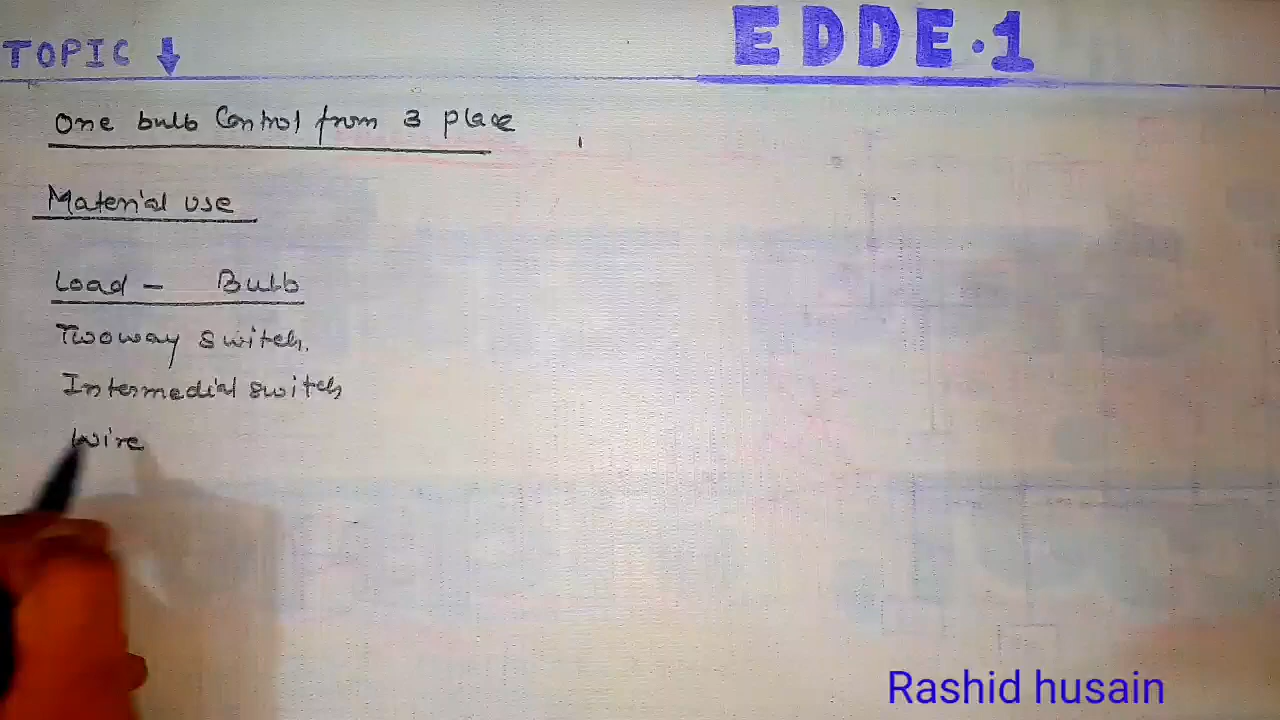 TOPIC ↓
EDDE.1
One bulb Control from 3 place
Material use
Load - Bulb
Twoway switch.
Intermedial switch
Wire
Rashid husain